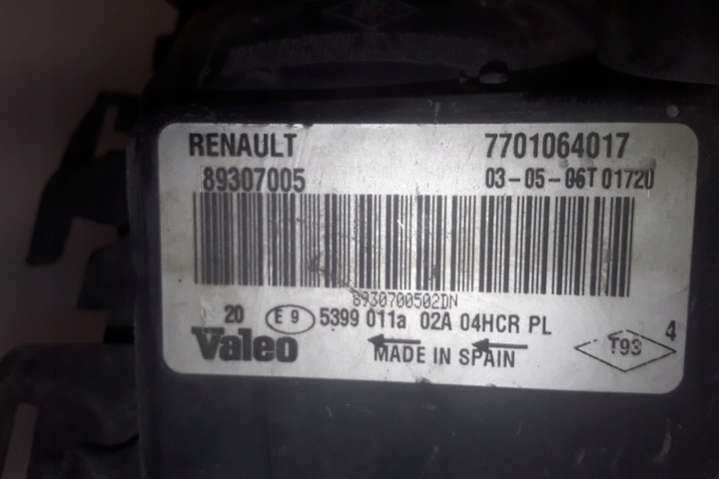 RENAULT 7701064017
89307005 03-05-06T 0172U
8930700502DN
20 E 9 5399 011a 02A 04HCR PL
Valeo MADE IN SPAIN T93 4